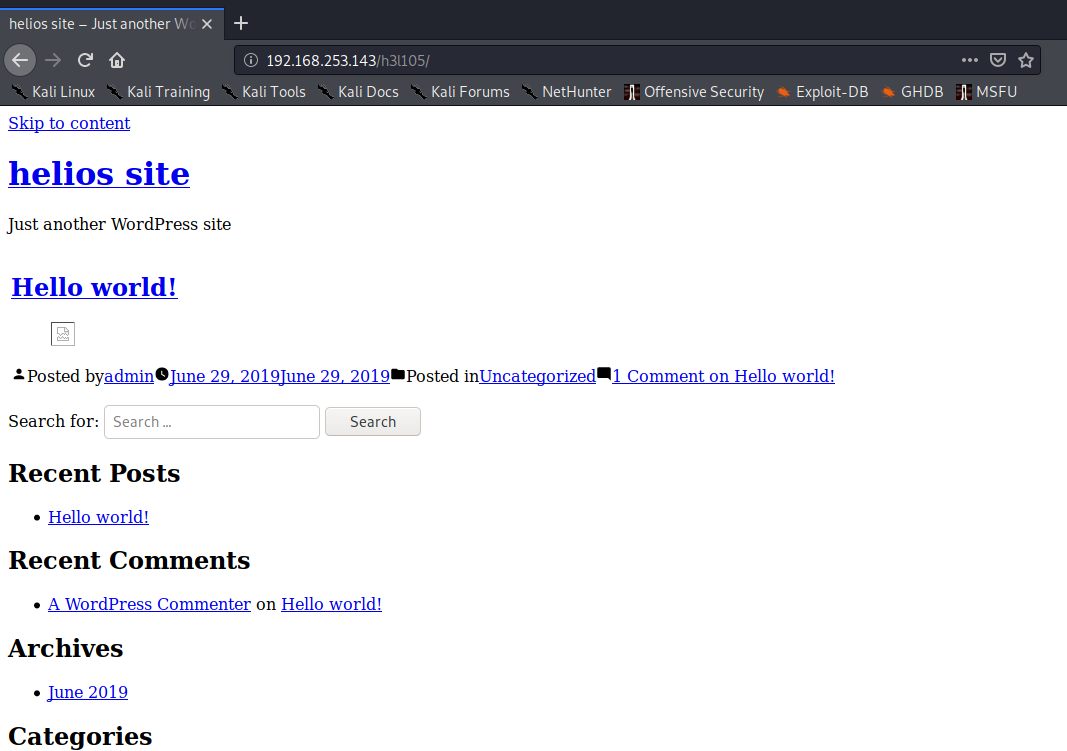 helios site – Just another Wo
192.168.253.143/h3l105/
Kali Linux Kali Training Kali Tools Kali Docs Kali Forums NetHunter Offensive Security Exploit-DB GHDB MSFU
Skip to content
helios site
Just another WordPress site
Hello world!
Posted byadminJune 29, 2019June 29, 2019Posted inUncategorized1 Comment on Hello world!
Search for: Search … Search
Recent Posts
Hello world!
Recent Comments
A WordPress Commenter on Hello world!
Archives
June 2019
Categories